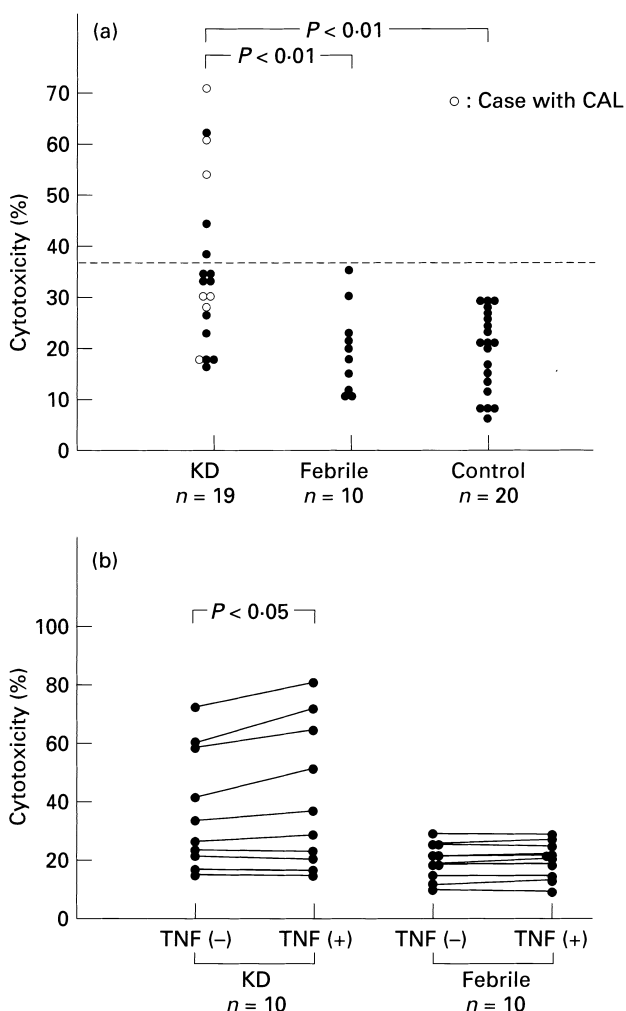 (a)
P < 0·01
P < 0·01
○ : Case with CAL
Cytotoxicity (%)
70
60
50
40
30
20
10
0
KD Febrile Control
n = 19 n = 10 n = 20
(b)
P < 0·05
Cytotoxicity (%)
100
80
60
40
20
0
TNF (–) TNF (+) TNF (–) TNF (+)
KD Febrile
n = 10 n = 10